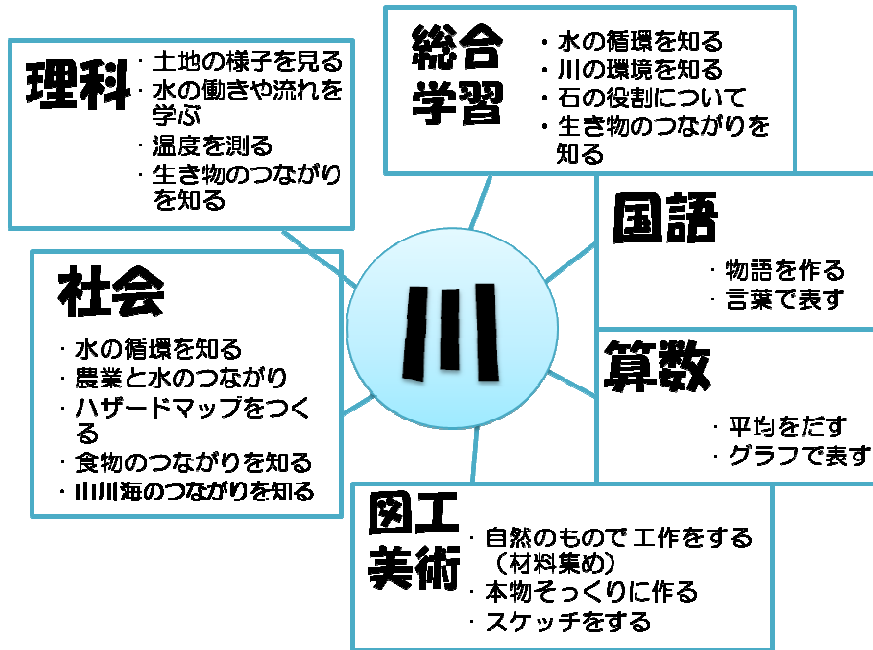 総合
学習
・水の循環を知る
・川の環境を知る
・石の役割について
・生き物のつながりを
知る
理科
・土地の様子を見る
・水の働きや流れを
学ぶ
・温度を測る
・生き物のつながり
を知る
国語
・物語を作る
・言葉で表す
川
社会
・水の循環を知る
・農業と水のつながり
・ハザードマップをつく
る
・食物のつながりを知る
・山川海のつながりを知る
算数
・平均をだす
・グラフで表す
図工
美術
・自然のもので工作をする
（材料集め）
・本物そっくりに作る
・スケッチをする